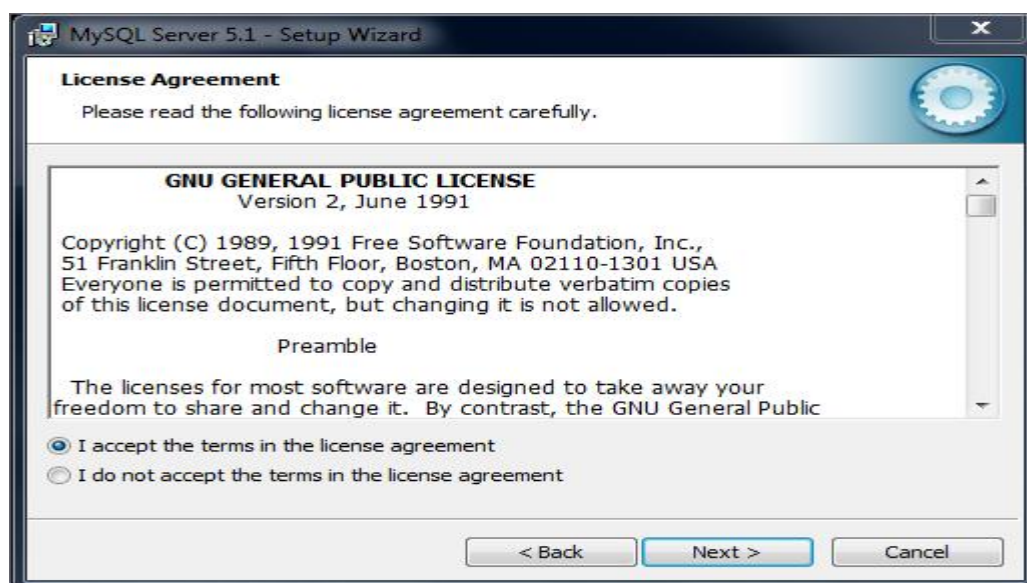 MySQL Server 5.1 - Setup Wizard
License Agreement
Please read the following license agreement carefully.
GNU GENERAL PUBLIC LICENSE
Version 2, June 1991
Copyright (C) 1989, 1991 Free Software Foundation, Inc.,
51 Franklin Street, Fifth Floor, Boston, MA 02110-1301 USA
Everyone is permitted to copy and distribute verbatim copies
of this license document, but changing it is not allowed.
Preamble
The licenses for most software are designed to take away your
freedom to share and change it. By contrast, the GNU General Public
I accept the terms in the license agreement
I do not accept the terms in the license agreement
< Back Next > Cancel